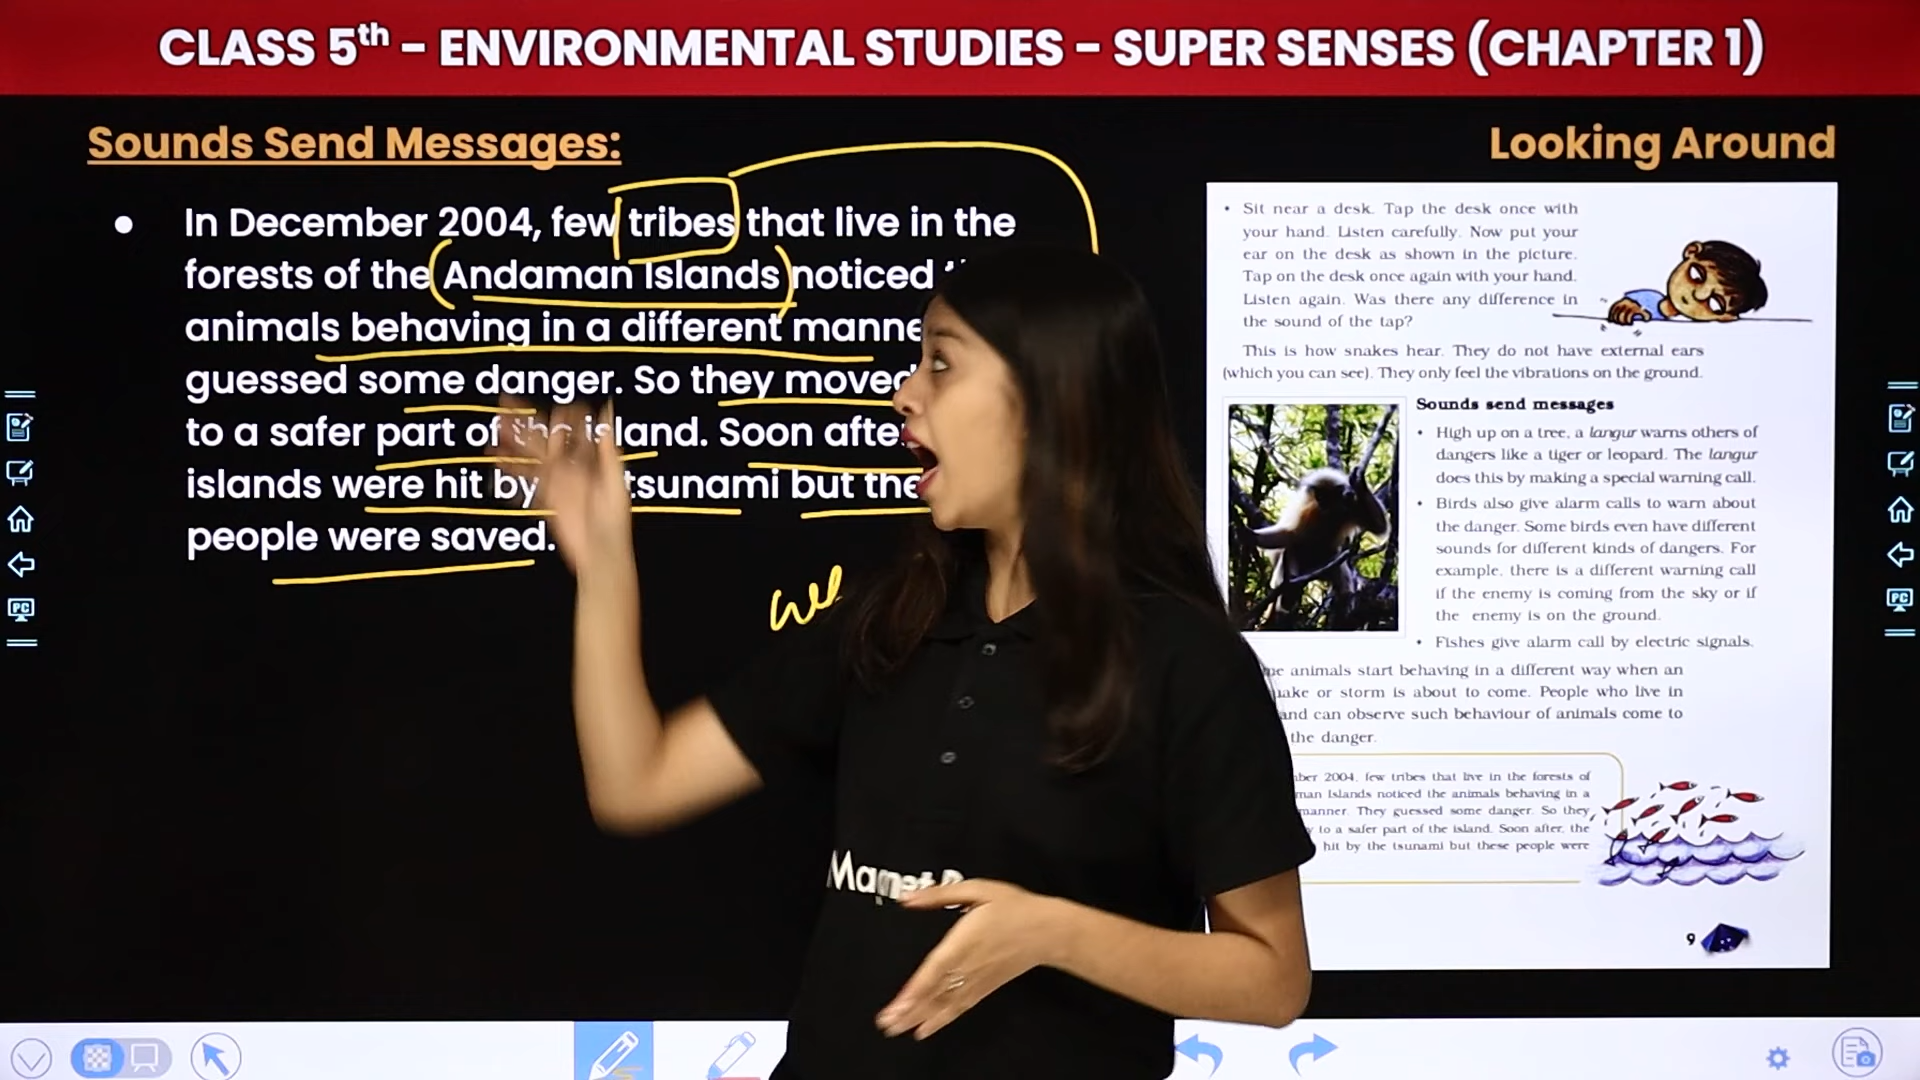 CLASS 5th – ENVIRONMENTAL STUDIES – SUPER SENSES (CHAPTER 1)
Sounds Send Messages:
● In December 2004, few tribes that live in the
forests of the Andaman Islands noticed
animals behaving in a different
guessed some danger. So they
to a safer part of the island. Soon
islands were hit by tsunami but
people were saved.
Looking Around
• Sit near a desk. Tap the desk once with
your hand. Listen carefully. Now put your
ear on the desk as shown in the picture.
Tap on the desk once again with your hand.
Listen again. Was there any difference in
the sound of the tap?
This is how snakes hear. They do not have external ears
(which you can see). They only feel the vibrations on the ground.
Sounds send messages
• High up on a tree, a langur warns others of
dangers like a tiger or leopard. The langur
does this by making a special warning call.
• Birds also give alarm calls to warn about
the danger. Some birds even have different
sounds for different kinds of dangers. For
example, there is a different warning call
if the enemy is coming from the sky or if
the enemy is on the ground.
• Fishes give alarm call by electric signals.
animals start behaving in a different way when an
or storm is about to come. People who live in
and can observe such behaviour of animals come to
the danger.
2004, few tribes that live in the forests of
Islands noticed the animals behaving in a
manner. They guessed some danger. So they
to a safer part of the island. Soon after, the
hit by the tsunami but these people were
9
PC
PC